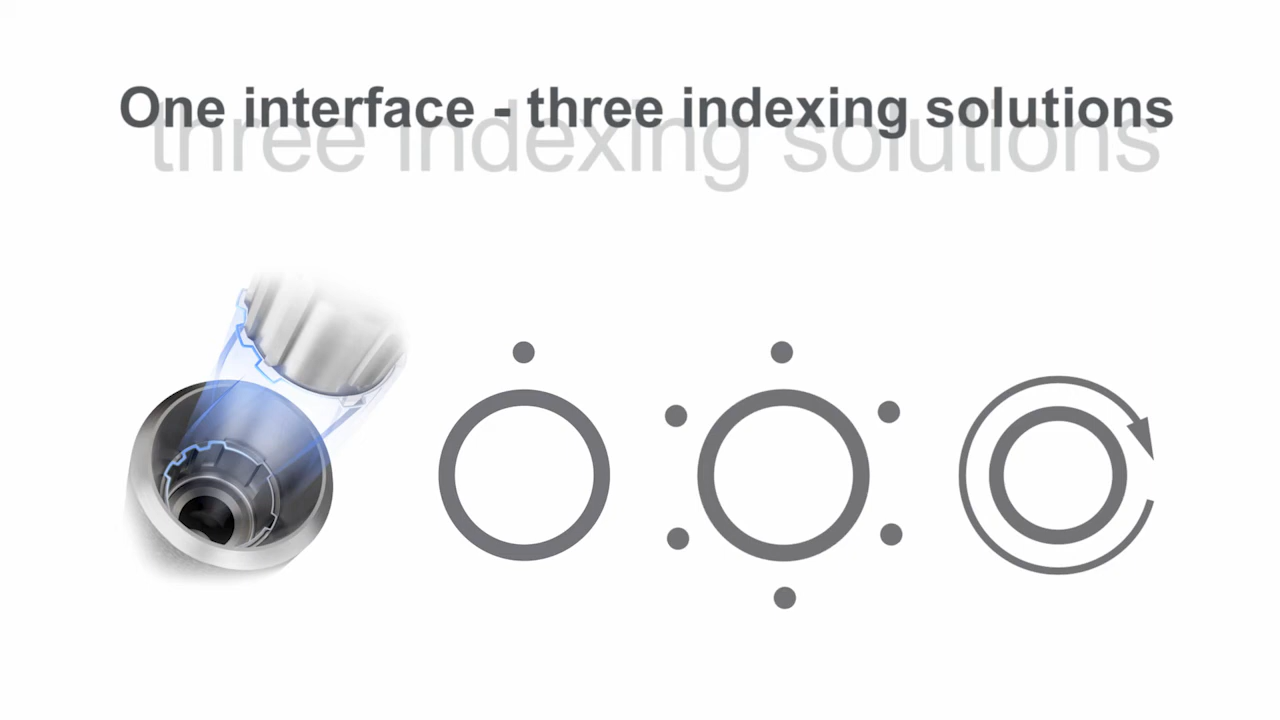 One interface - three indexing solutions
three indexing solutions